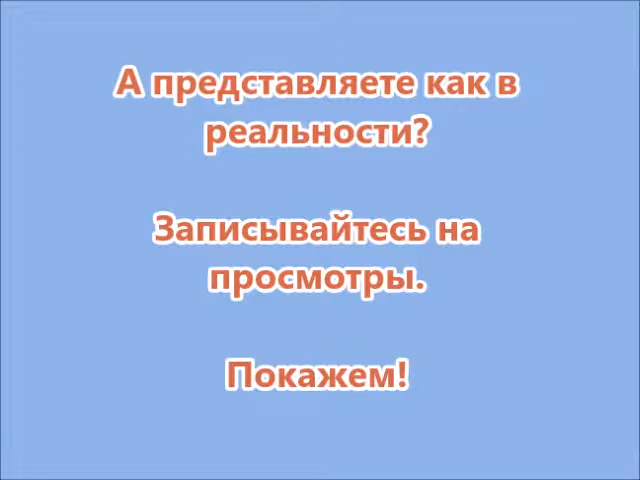 А представляете как в
реальности?
Записывайтесь на
просмотры.
Покажем!